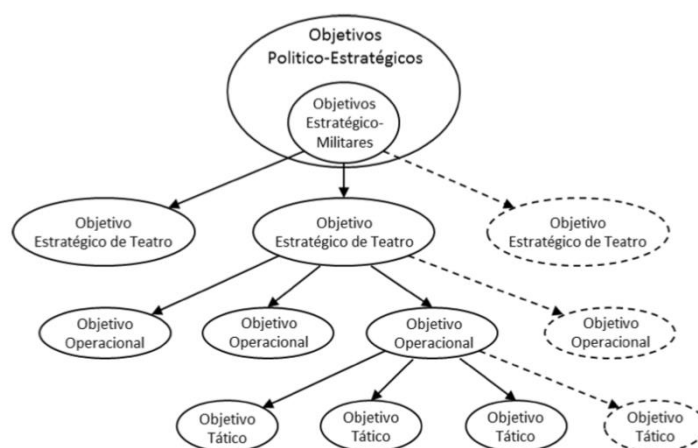 Objetivos
Politico-Estratégicos
Objetivos
Estratégico-
Militares
Objetivo
Estratégico de Teatro
Objetivo
Estratégico de Teatro
Objetivo
Estratégico de Teatro
Objetivo
Operacional
Objetivo
Operacional
Objetivo
Operacional
Objetivo
Operacional
Objetivo
Tático
Objetivo
Tático
Objetivo
Tático
Objetivo
Tático